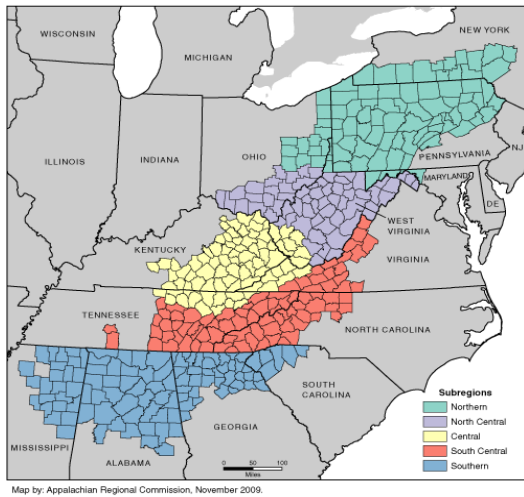 WISCONSIN
NEW YORK
MICHIGAN
PENNSYLVANIA
NJ
OHIO
ILLINOIS
INDIANA
MARYLAND
DE
WEST
VIRGINIA
KENTUCKY
VIRGINIA
TENNESSEE
NORTH CAROLINA
SOUTH
CAROLINA
MISSISSIPPI
ALABAMA
GEORGIA
Subregions
Northern
North Central
Central
South Central
Southern
0 50 100
Miles
Map by: Appalachian Regional Commission, November 2009.